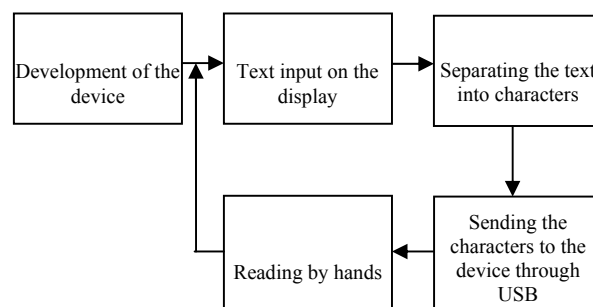 Development of the
device
Text input on the
display
Separating the text
into characters
Sending the
characters to the
device through
USB
Reading by hands